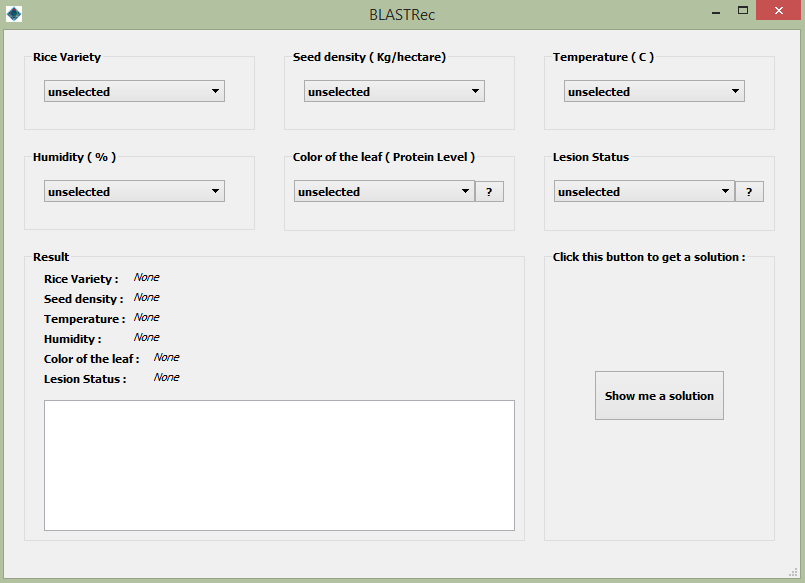 BLASTRec
Rice Variety
Seed density ( Kg/hectare)
Temperature ( C )
unselected
unselected
unselected
Humidity ( % )
Color of the leaf ( Protein Level )
Lesion Status
unselected
unselected
?
unselected
?
Result
Click this button to get a solution :
Rice Variety : None
Seed density : None
Temperature : None
Humidity : None
Color of the leaf : None
Lesion Status : None
Show me a solution